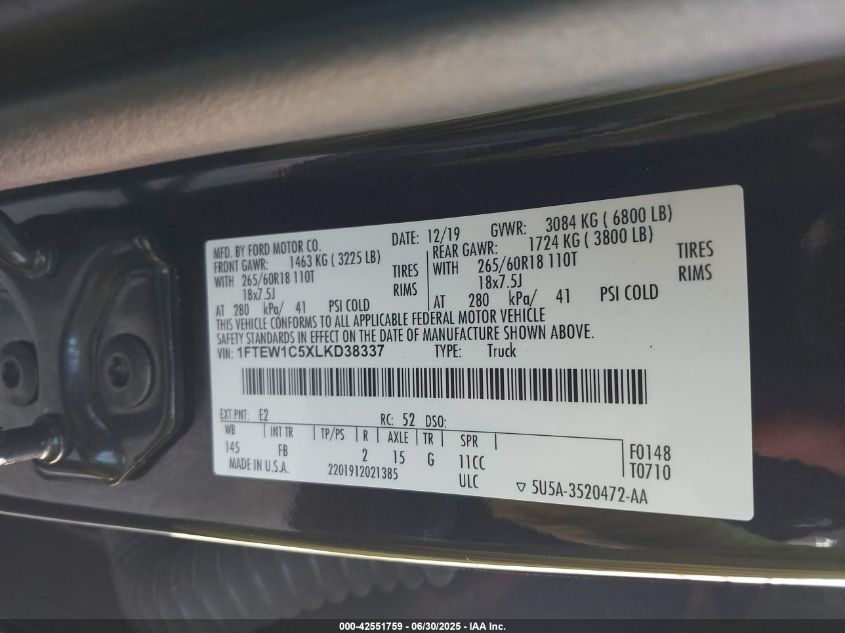 MFD. BY FORD MOTOR CO. DATE: 12/19 GVWR: 3084 KG ( 6800 LB)
FRONT GAWR: 1463 KG ( 3225 LB) REAR GAWR: 1724 KG ( 3800 LB)
WITH 265/60R18 110T TIRES WITH 265/60R18 110T TIRES
18x7.5J RIMS 18x7.5J RIMS
AT 280 kPa/ 41 PSI COLD AT 280 kPa/ 41 PSI COLD
THIS VEHICLE CONFORMS TO ALL APPLICABLE FEDERAL MOTOR VEHICLE
SAFETY STANDARDS IN EFFECT ON THE DATE OF MANUFACTURE SHOWN ABOVE.
VIN: 1FTEW1C5XLKD38337 TYPE: Truck
EXT PNT: E2 RC: 52 DSO:
WB INT TR TP/PS R AXLE TR SPR
145 FB 2 15 G 11CC F0148
MADE IN U.S.A. 2201912021385 ULC T0710
▽ 5U5A-3520472-AA
000-42551759 - 06/30/2025 - IAA Inc.